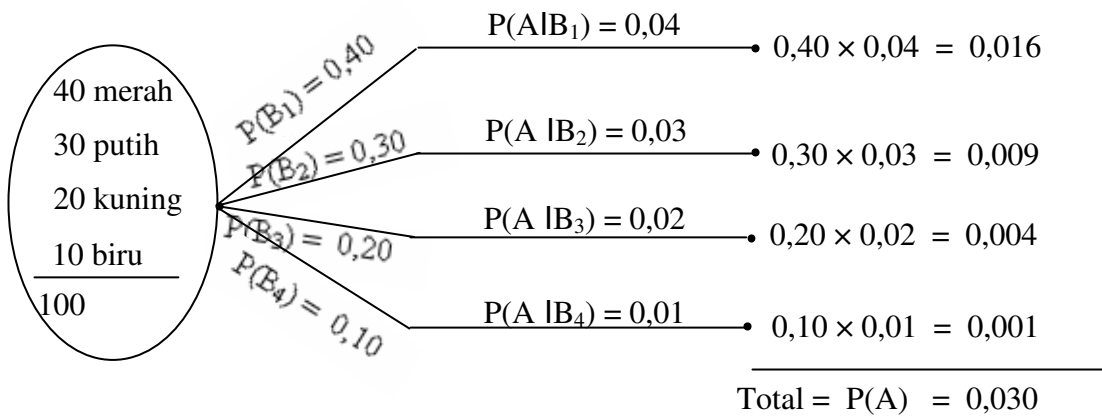 40 merah
30 putih
20 kuning
10 biru
100
P(B₁) = 0,40
P(B₂) = 0,30
P(B₃) = 0,20
P(B₄) = 0,10
P(A|B₁) = 0,04
0,40 × 0,04 = 0,016
P(A |B₂) = 0,03
0,30 × 0,03 = 0,009
P(A |B₃) = 0,02
0,20 × 0,02 = 0,004
P(A |B₄) = 0,01
0,10 × 0,01 = 0,001
Total = P(A) = 0,030